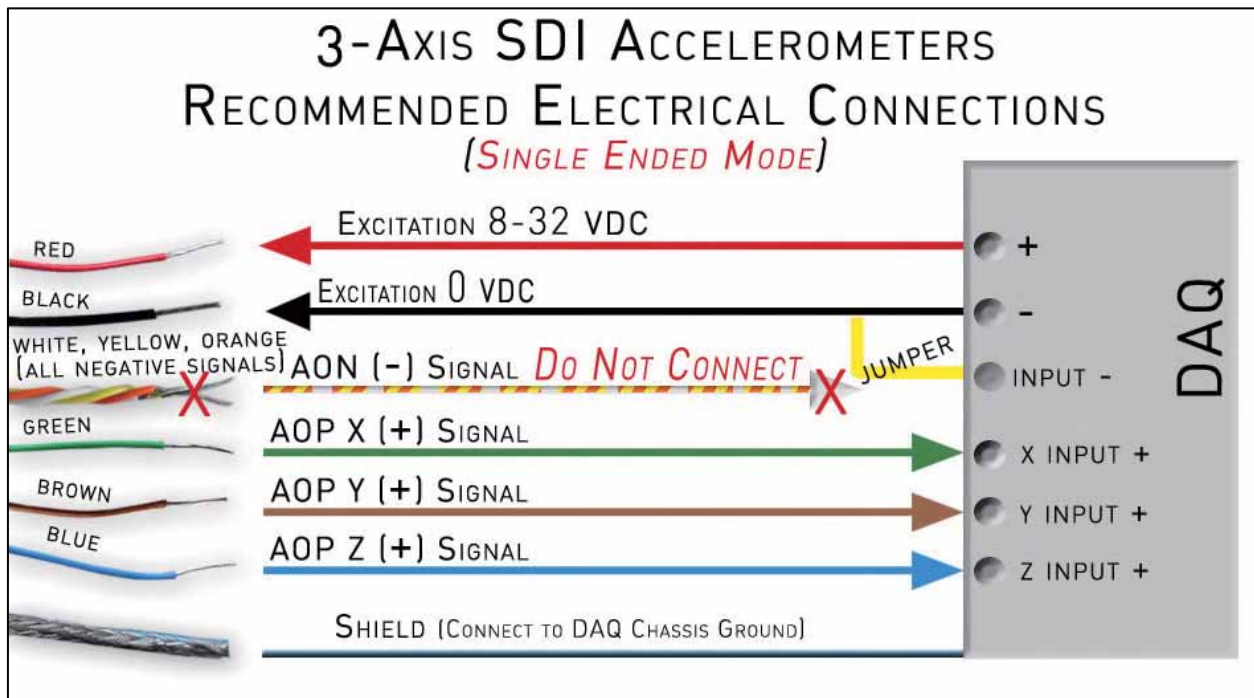 3-AXIS SDI ACCELEROMETERS
RECOMMENDED ELECTRICAL CONNECTIONS
(SINGLE ENDED MODE)
RED
EXCITATION 8-32 VDC
+
BLACK
EXCITATION 0 VDC
-
WHITE, YELLOW, ORANGE
(ALL NEGATIVE SIGNALS)
X
AON (-) SIGNAL DO NOT CONNECT
X
JUMPER
INPUT -
GREEN
AOP X (+) SIGNAL
X INPUT +
BROWN
AOP Y (+) SIGNAL
Y INPUT +
BLUE
AOP Z (+) SIGNAL
Z INPUT +
SHIELD (CONNECT TO DAQ CHASSIS GROUND)
DAQ